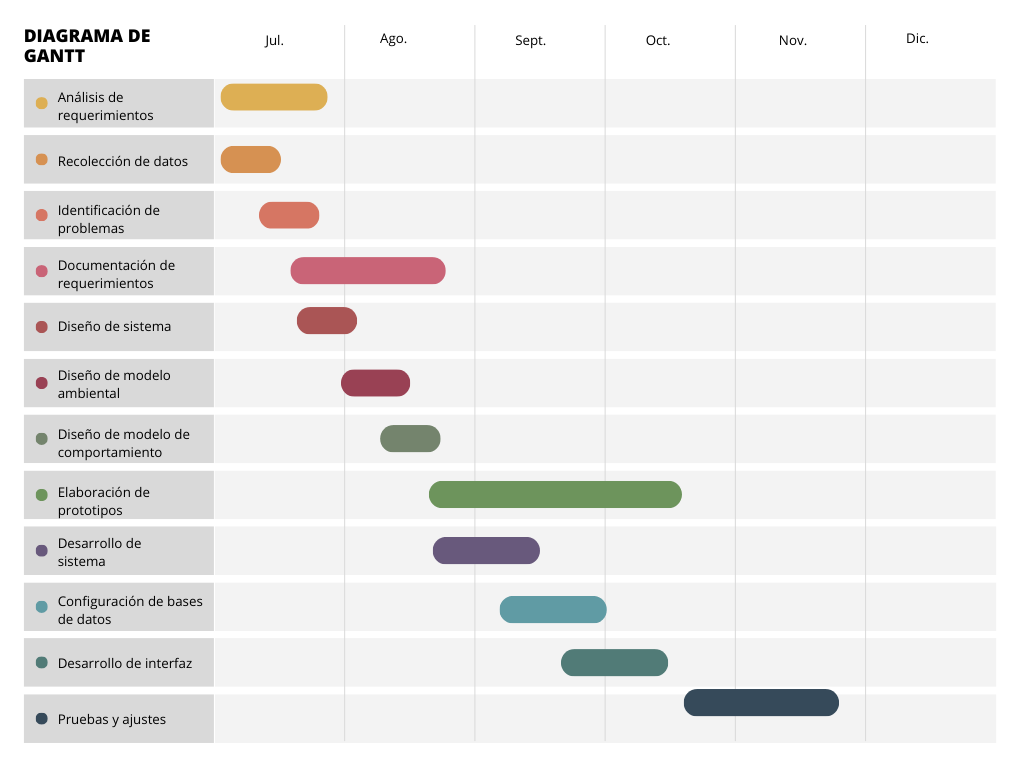 DIAGRAMA DE
GANTT
Jul.
Ago.
Sept.
Oct.
Nov.
Dic.
Análisis de
requerimientos
Recolección de datos
Identificación de
problemas
Documentación de
requerimientos
Diseño de sistema
Diseño de modelo
ambiental
Diseño de modelo de
comportamiento
Elaboración de
prototipos
Desarrollo de
sistema
Configuración de bases
de datos
Desarrollo de interfaz
Pruebas y ajustes